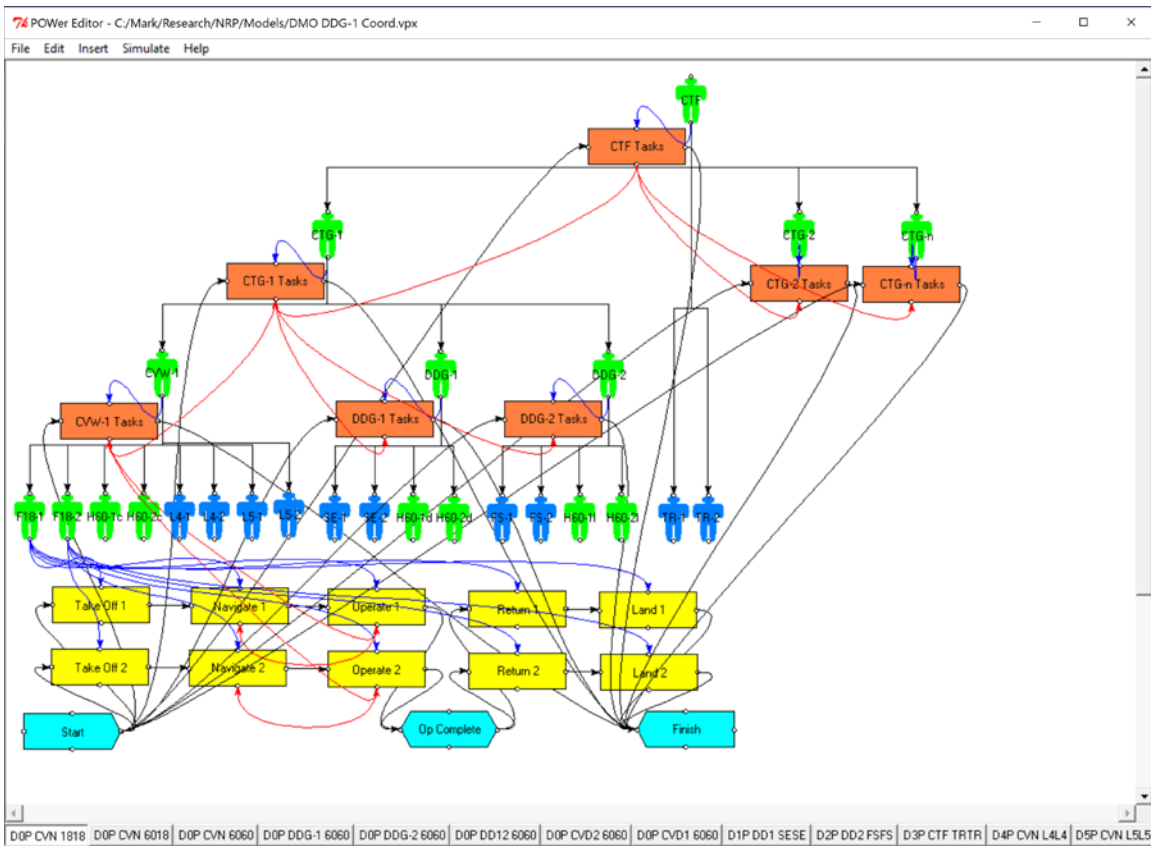 POWer Editor - C:/Mark/Research/NRP/Models/DMO DDG-1 Coord.vpx
File Edit Insert Simulate Help
CTF
CTF Tasks
CTG-1 CTG-2 CTG-n
CTG-1 Tasks CTG-2 Tasks CTG-n Tasks
CVW-1 DDG-1 DDG-2
CVW-1 Tasks DDG-1 Tasks DDG-2 Tasks
F18-1 F18-2 H60-1c H60-2c L4-1 L4-2 L5-1 L5-2 SE-1 SE-2 H60-1d H60-2d FS-1 FS-2 H60-1l H60-2l TR-1 TR-2
Take Off 1 Navigate 1 Operate 1 Return 1 Land 1
Take Off 2 Navigate 2 Operate 2 Return 2 Land 2
Start Op Complete Finish
D0P CVN 1818 D0P CVN 6018 D0P CVN 6060 D0P DDG-1 6060 D0P DDG-2 6060 D0P DD12 6060 D0P CVD2 6060 D0P CVD1 6060 D1P DD1 SESE D2P DD2 FSFS D3P CTF TRTR D4P CVN L4L4 D5P CVN L5L5